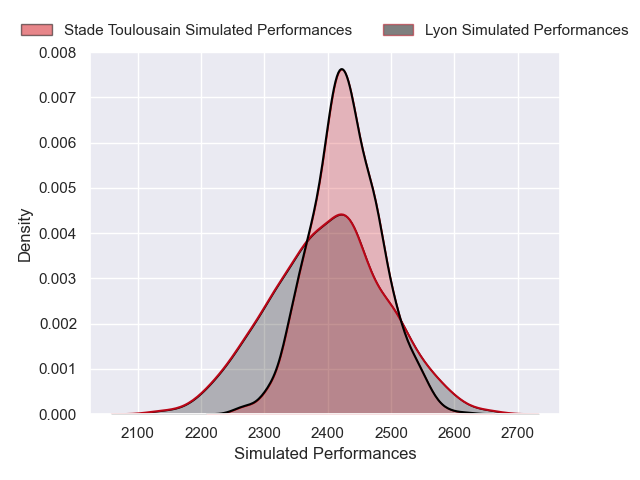 Stade Toulousain Simulated Performances
Lyon Simulated Performances
0.008
0.007
0.006
0.005
0.004
0.003
0.002
0.001
0.000
Density
2100 2200 2300 2400 2500 2600 2700
Simulated Performances